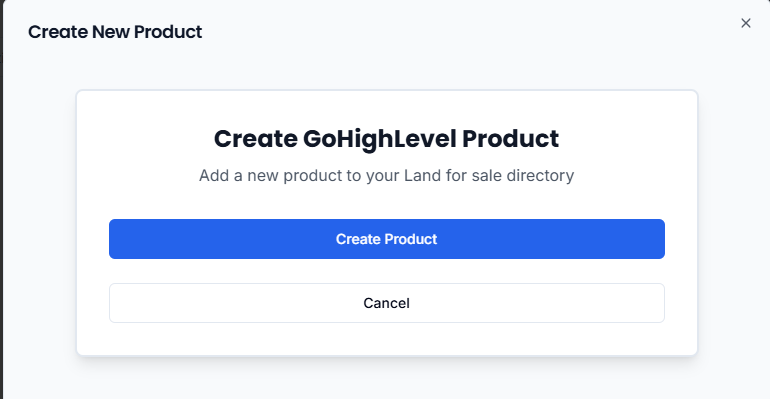 Create New Product
Create GoHighLevel Product
Add a new product to your Land for sale directory
Create Product
Cancel